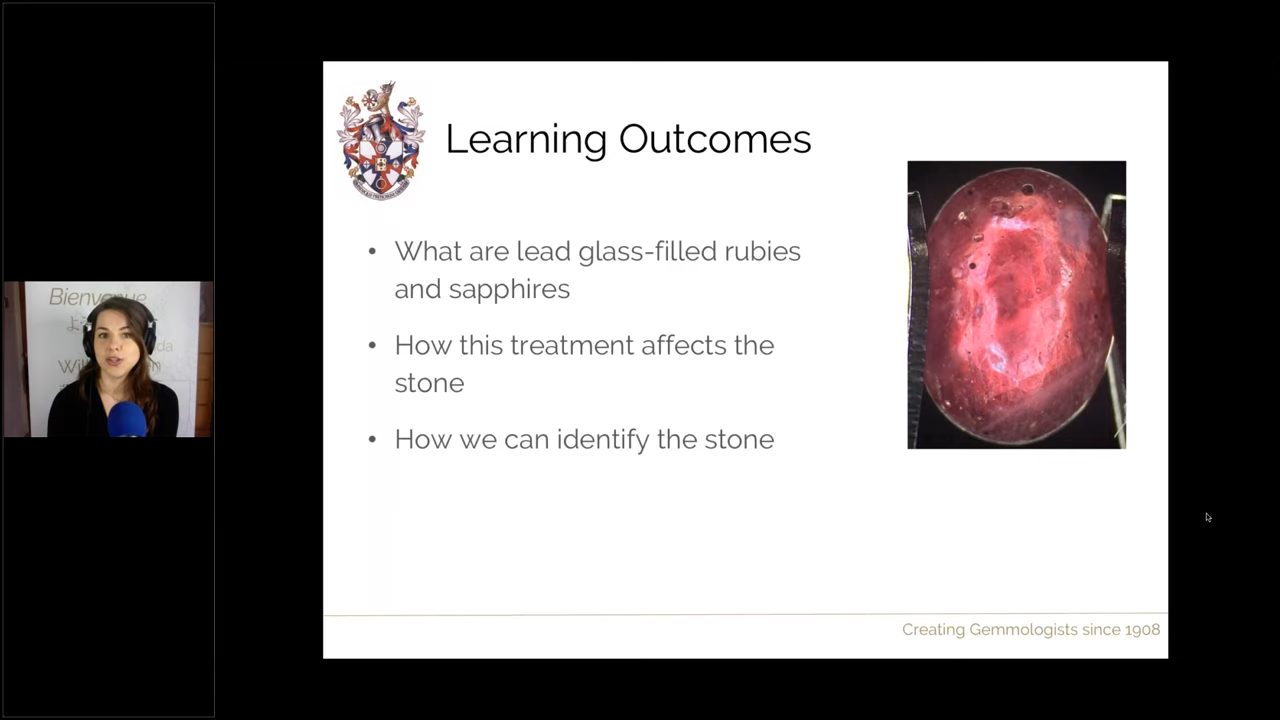 Learning Outcomes
• What are lead glass-filled rubies
and sapphires
• How this treatment affects the
stone
• How we can identify the stone
Creating Gemmologists since 1908
Bienvenue